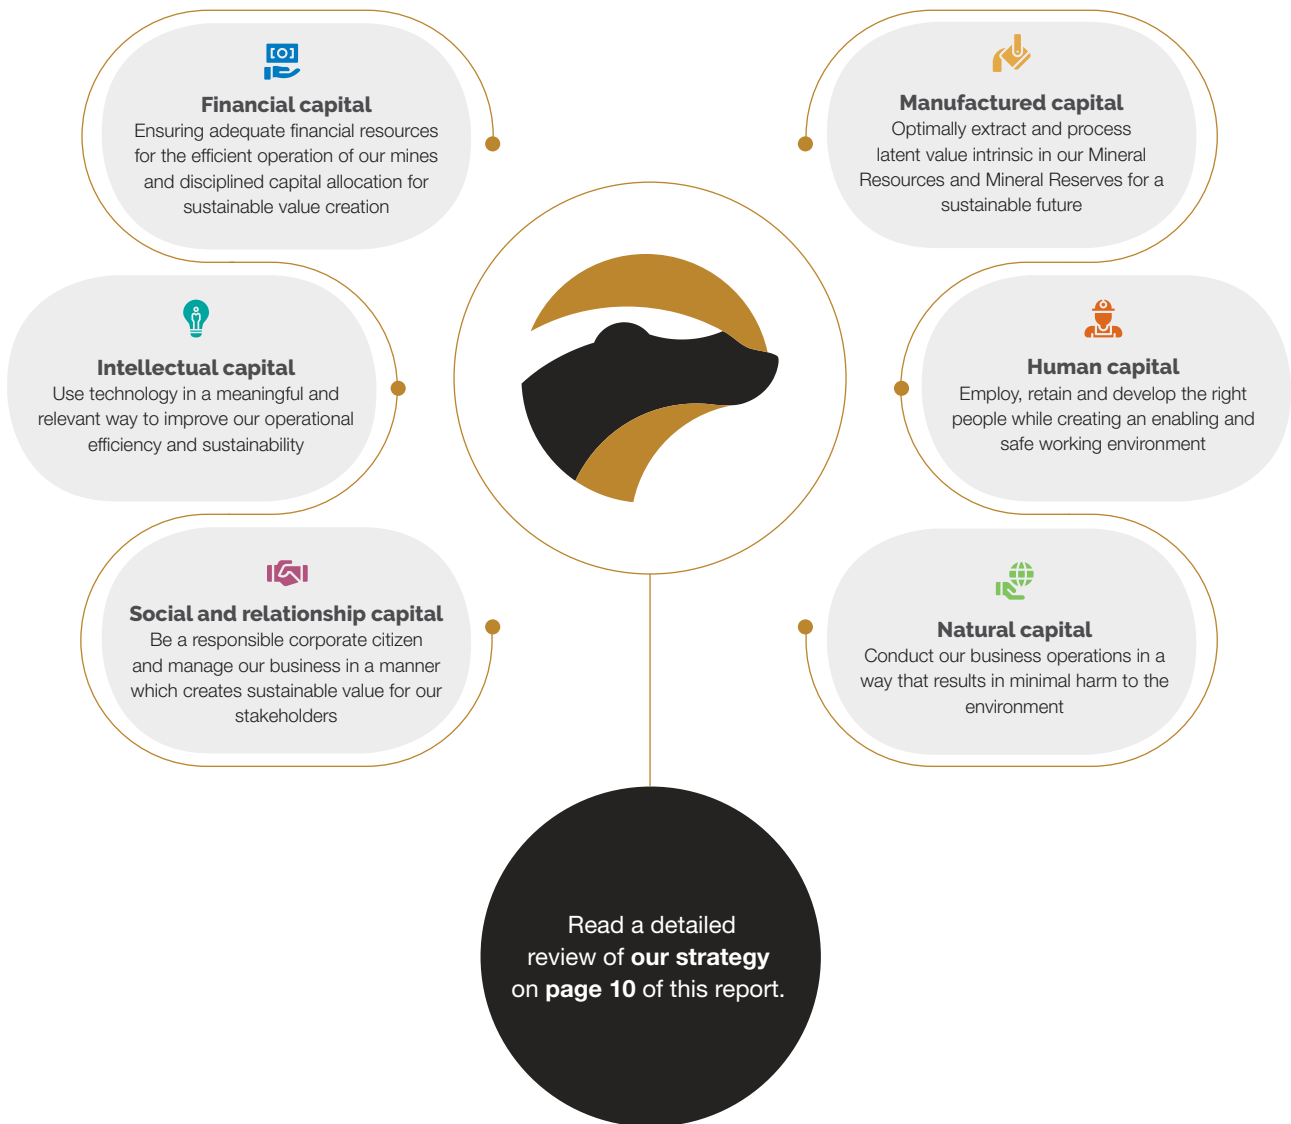 Financial capital
Ensuring adequate financial resources
for the efficient operation of our mines
and disciplined capital allocation for
sustainable value creation
Manufactured capital
Optimally extract and process
latent value intrinsic in our Mineral
Resources and Mineral Reserves for a
sustainable future
Intellectual capital
Use technology in a meaningful and
relevant way to improve our operational
efficiency and sustainability
Human capital
Employ, retain and develop the right
people while creating an enabling and
safe working environment
Social and relationship capital
Be a responsible corporate citizen
and manage our business in a manner
which creates sustainable value for our
stakeholders
Natural capital
Conduct our business operations in a
way that results in minimal harm to the
environment
Read a detailed
review of our strategy
on page 10 of this report.